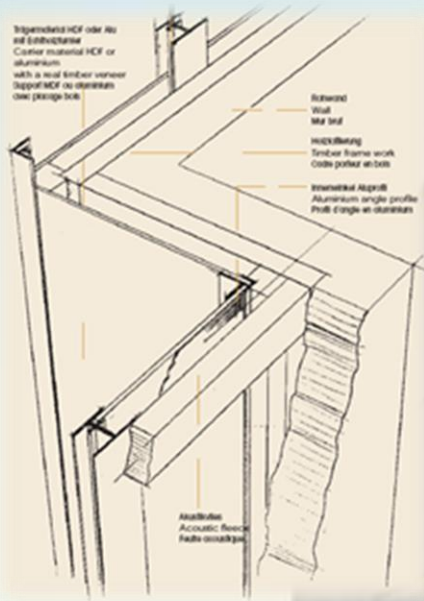 Trägermaterial HDF oder Alu
mit Echtholzfurnier
Carrier material HDF or
aluminium
with a real timber veneer
Support MDF ou aluminium
avec placage bois
Rohwand
Wall
Mur brut
Holzlattierung
Timber frame work
Cadre porteur en bois
Innenwinkel Aluprofil
Aluminium angle profile
Profil d'angle en aluminium
Akustikvlies
Acoustic fleece
Feutre acoustique